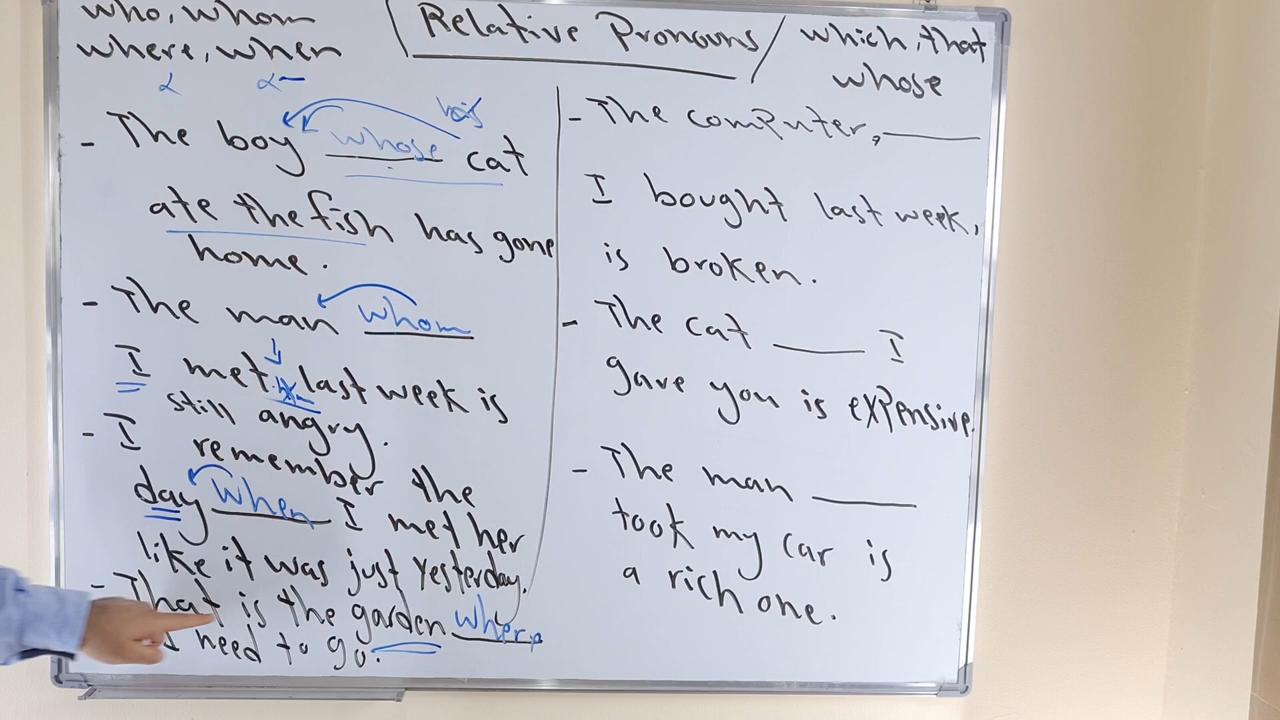 who, whom
where, when
Relative Pronouns
which, that
whose
his
- The boy whose cat
ate the fish has gone
home.
- The man whom
I met last week is
still angry.
- I remember the
day when I met her
like it was just yesterday.
- That is the garden where
I need to go.
- The computer, ____
I bought last week,
is broken.
- The cat ____ I
gave you is expensive.
- The man ____
took my car is
a rich one.